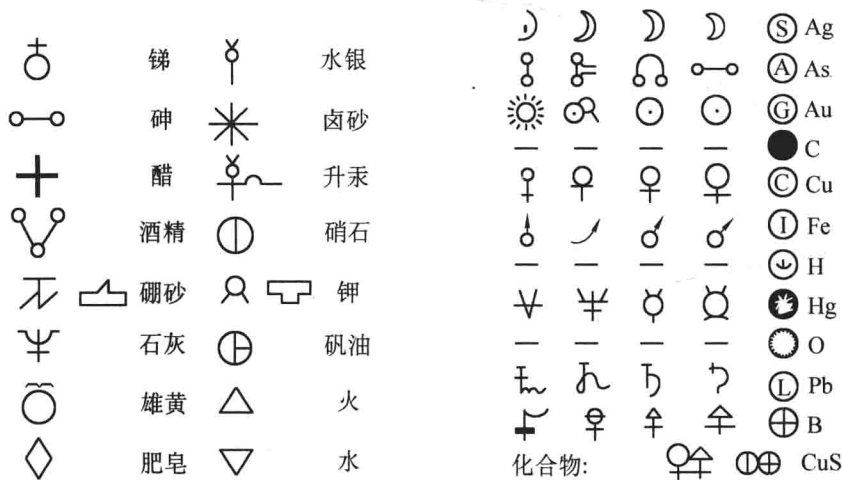 锑 水银
砷 卤砂
醋 升汞
酒精 硝石
硼砂 钾
石灰 矾油
雄黄 火
肥皂 水
S Ag
A As
G Au
C
C Cu
I Fe
H
Hg
O
L Pb
B
化合物: CuS